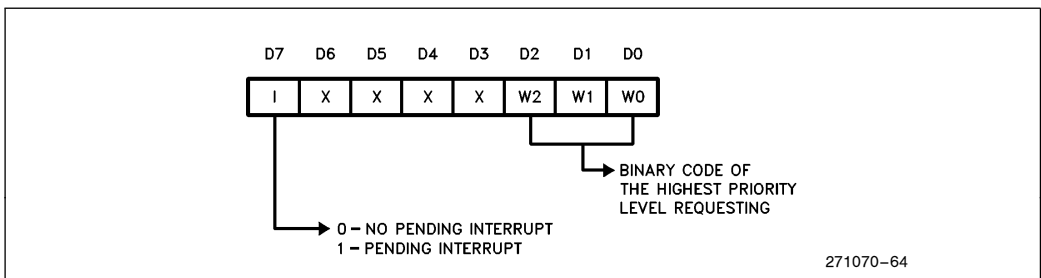 D7 D6 D5 D4 D3 D2 D1 D0
I X X X X W2 W1 W0
BINARY CODE OF
THE HIGHEST PRIORITY
LEVEL REQUESTING
0 – NO PENDING INTERRUPT
1 – PENDING INTERRUPT
271070–64